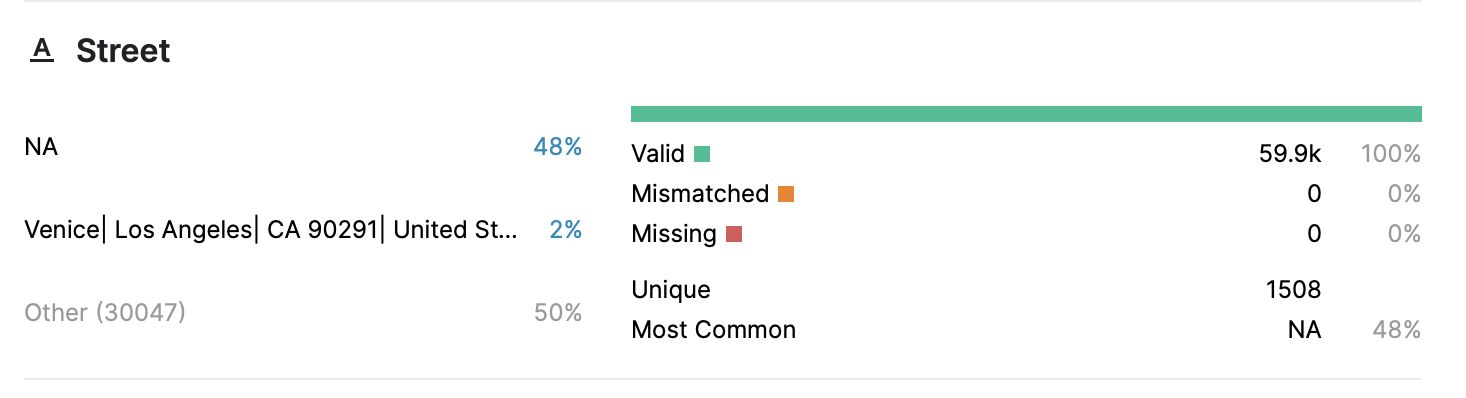 A Street
NA 48%
Venice| Los Angeles| CA 90291| United St... 2%
Other (30047) 50%
Valid 59.9k 100%
Mismatched 0 0%
Missing 0 0%
Unique 1508
Most Common NA 48%